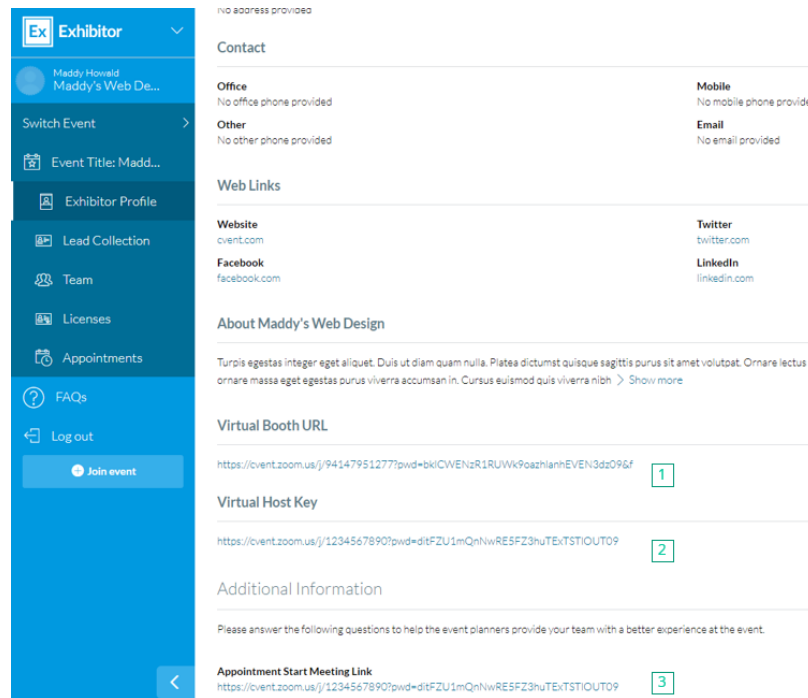 Ex Exhibitor
Maddy Howald
Maddy's Web De...
Switch Event
Event Title: Madd...
Exhibitor Profile
Lead Collection
Team
Licenses
Appointments
FAQs
Log out
Join event
No address provided
Contact
Office
No office phone provided
Mobile
No mobile phone provide
Other
No other phone provided
Email
No email provided
Web Links
Website
cvent.com
Twitter
twitter.com
Facebook
facebook.com
LinkedIn
linkedin.com
About Maddy's Web Design
Turpis egestas integer eget aliquet. Duis ut diam quam nulla. Platea dictumst quisque sagittis purus sit amet volutpat. Ornare lectus
ornare massa eget egestas purus viverra accumsan in. Cursus euismod quis viverra nibh > Show more
Virtual Booth URL
https://cvent.zoom.us/j/94147951277?pwd=bklCWENzR1RUWk9oazhlanhEVEN3dz09&f
1
Virtual Host Key
https://cvent.zoom.us/j/1234567890?pwd=ditFZU1mQnNwRE5FZ3huTExTSTlOUT09
2
Additional Information
Please answer the following questions to help the event planners provide your team with a better experience at the event.
Appointment Start Meeting Link
https://cvent.zoom.us/j/1234567890?pwd=ditFZU1mQnNwRE5FZ3huTExTSTlOUT09
3